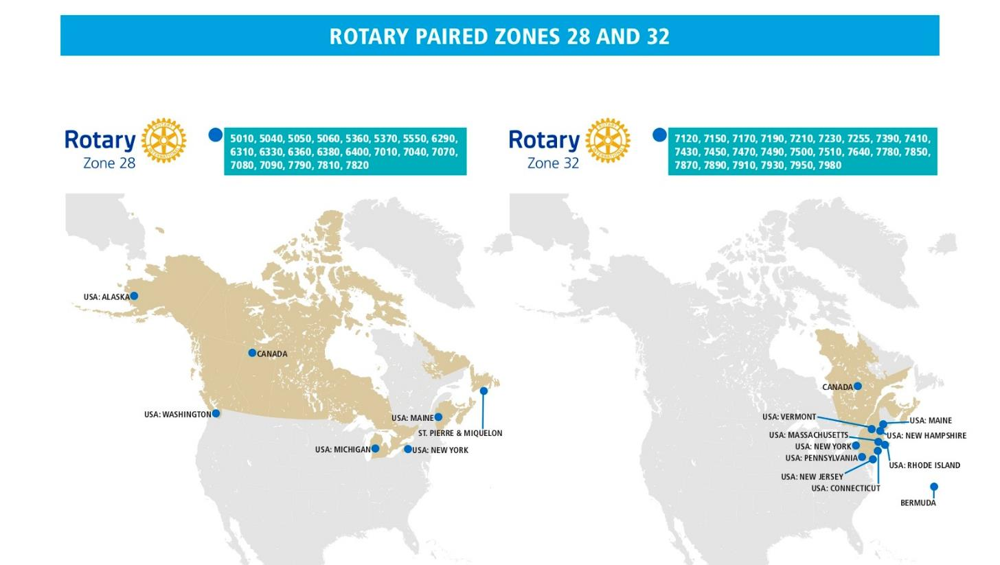 ROTARY PAIRED ZONES 28 AND 32
Rotary
Zone 28
ROTARY
INTERNATIONAL
5010, 5040, 5050, 5060, 5360, 5370, 5550, 6290,
6310, 6330, 6360, 6380, 6400, 7010, 7040, 7070,
7080, 7090, 7790, 7810, 7820
Rotary
Zone 32
ROTARY
INTERNATIONAL
7120, 7150, 7170, 7190, 7210, 7230, 7255, 7390, 7410,
7430, 7450, 7470, 7490, 7500, 7510, 7640, 7780, 7850,
7870, 7890, 7910, 7930, 7950, 7980
USA: ALASKA
CANADA
USA: WASHINGTON
USA: MAINE
ST. PIERRE & MIQUELON
USA: MICHIGAN
USA: NEW YORK
CANADA
USA: VERMONT
USA: MAINE
USA: MASSACHUSETTS
USA: NEW HAMPSHIRE
USA: NEW YORK
USA: PENNSYLVANIA
USA: RHODE ISLAND
USA: NEW JERSEY
USA: CONNECTICUT
BERMUDA